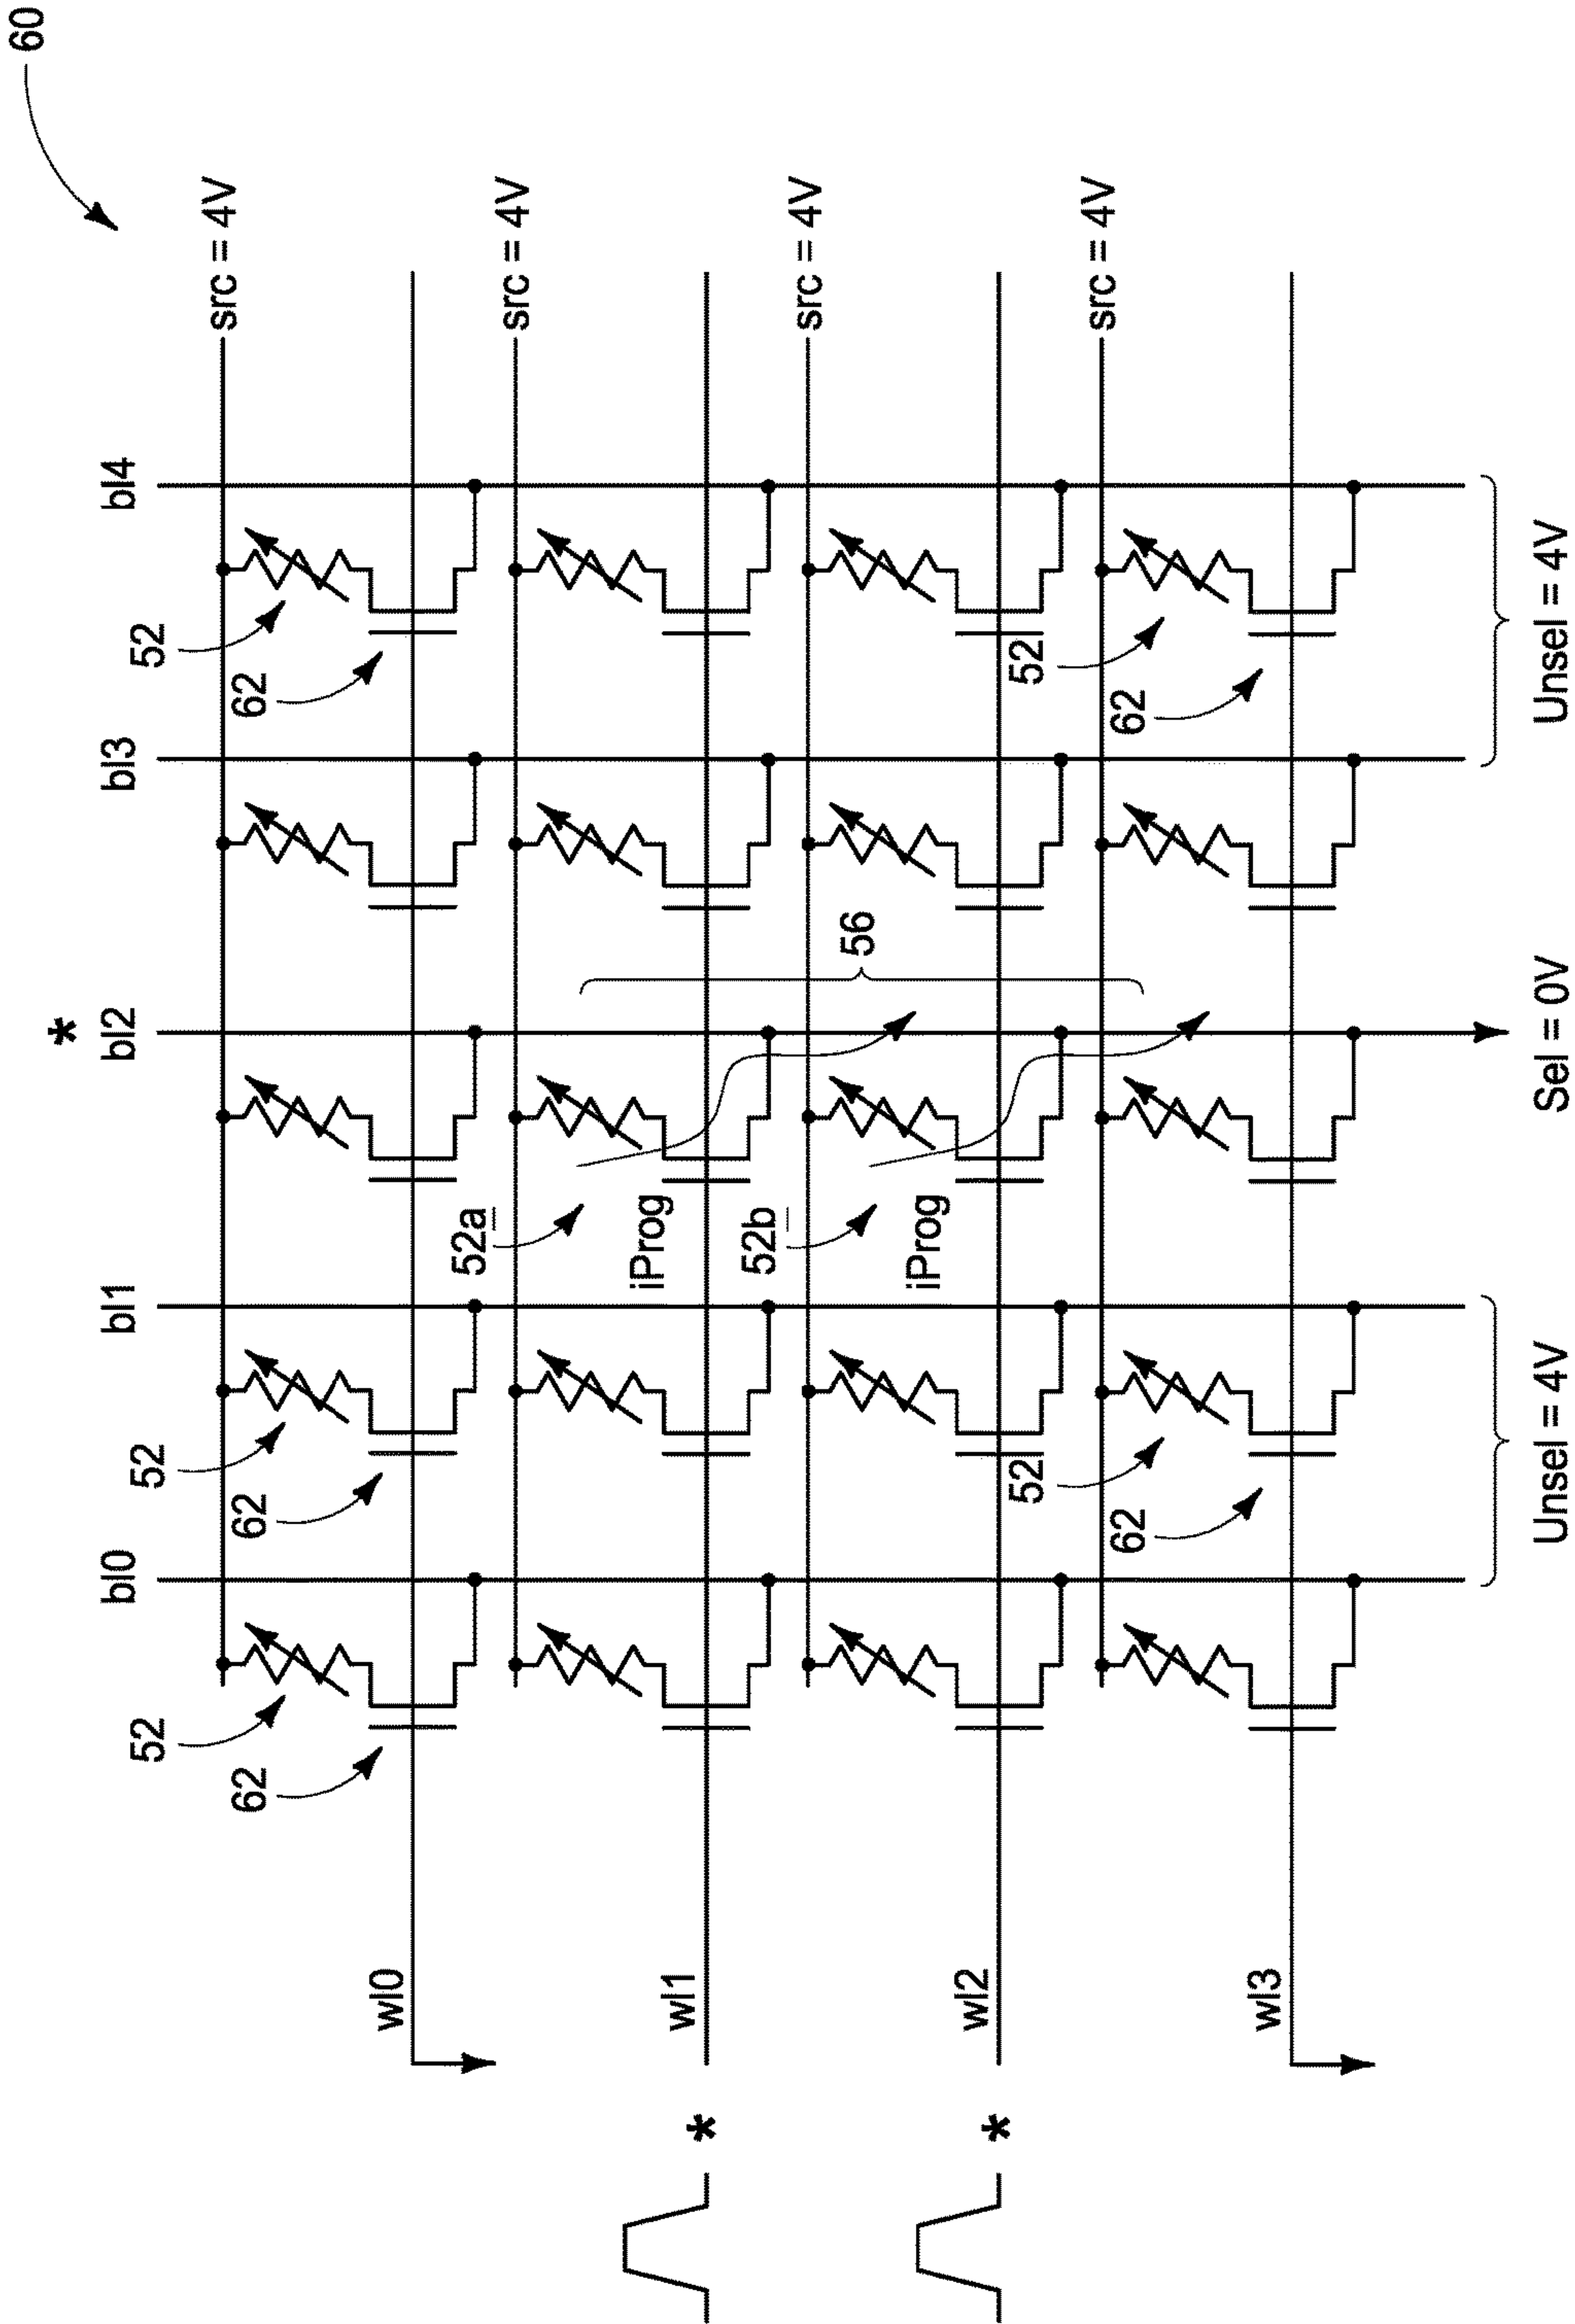 60
* bl2
bl0
bl1
bl3
bl4
src = 4V
52
52
52
62
62
62
wl0
src = 4V
52a
iProg
* wl1
56
src = 4V
52b
iProg
* wl2
52
52
src = 4V
62
62
wl3
Unsel = 4V
Sel = 0V
Unsel = 4V